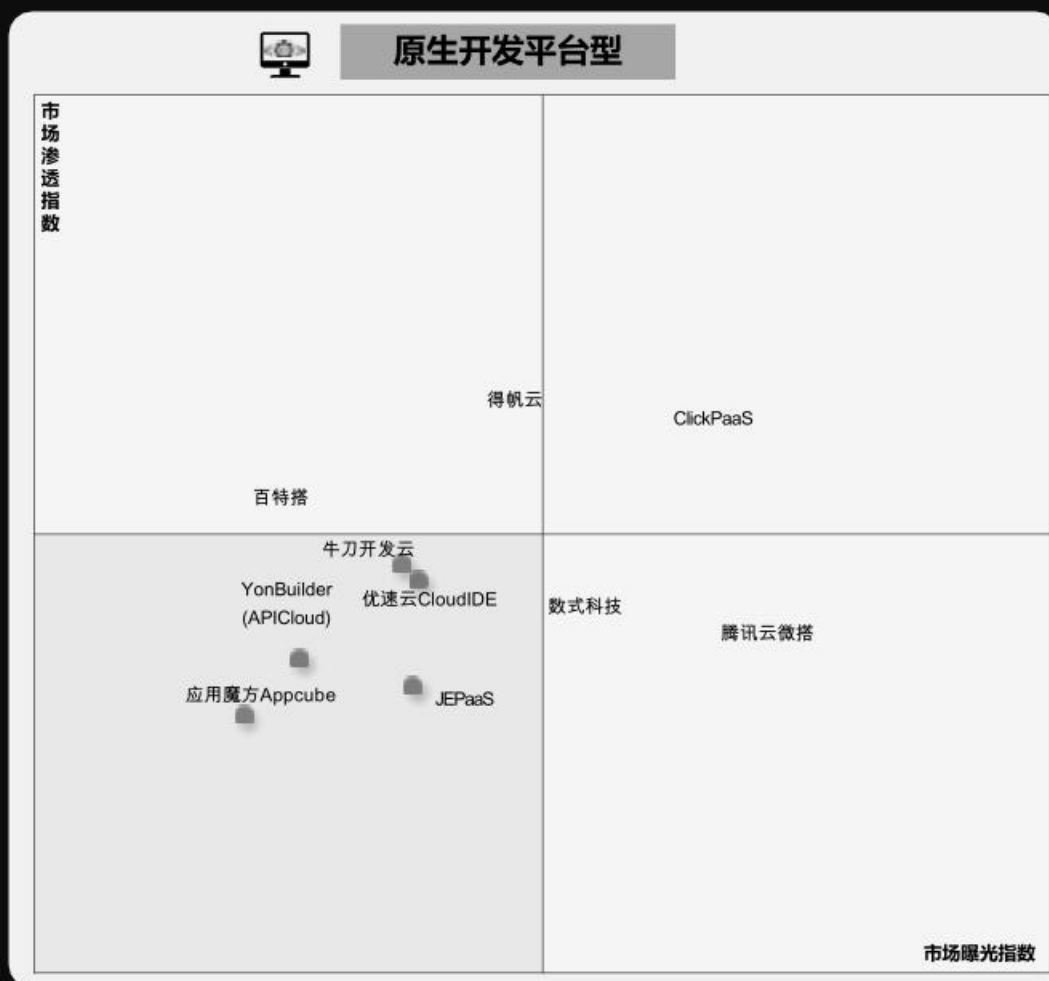 原生开发平台型
市场渗透指数
得帆云
ClickPaaS
百特搭
牛刀开发云
YonBuilder
(APICloud)
优速云CloudIDE
数式科技
腾讯云微搭
应用魔方Appcube
JEPaaS
市场曝光指数